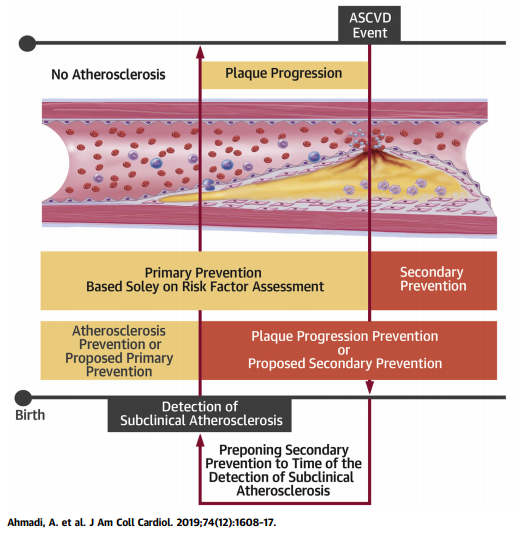 ASCVD
Event
No Atherosclerosis
Plaque Progression
Primary Prevention
Based Soley on Risk Factor Assessment
Secondary
Prevention
Atherosclerosis
Prevention or
Proposed Primary
Prevention
Plaque Progression Prevention
or
Proposed Secondary Prevention
Birth
Detection of
Subclinical Atherosclerosis
Preponing Secondary
Prevention to Time of the
Detection of Subclinical
Atherosclerosis
Ahmadi, A. et al. J Am Coll Cardiol. 2019;74(12):1608-17.